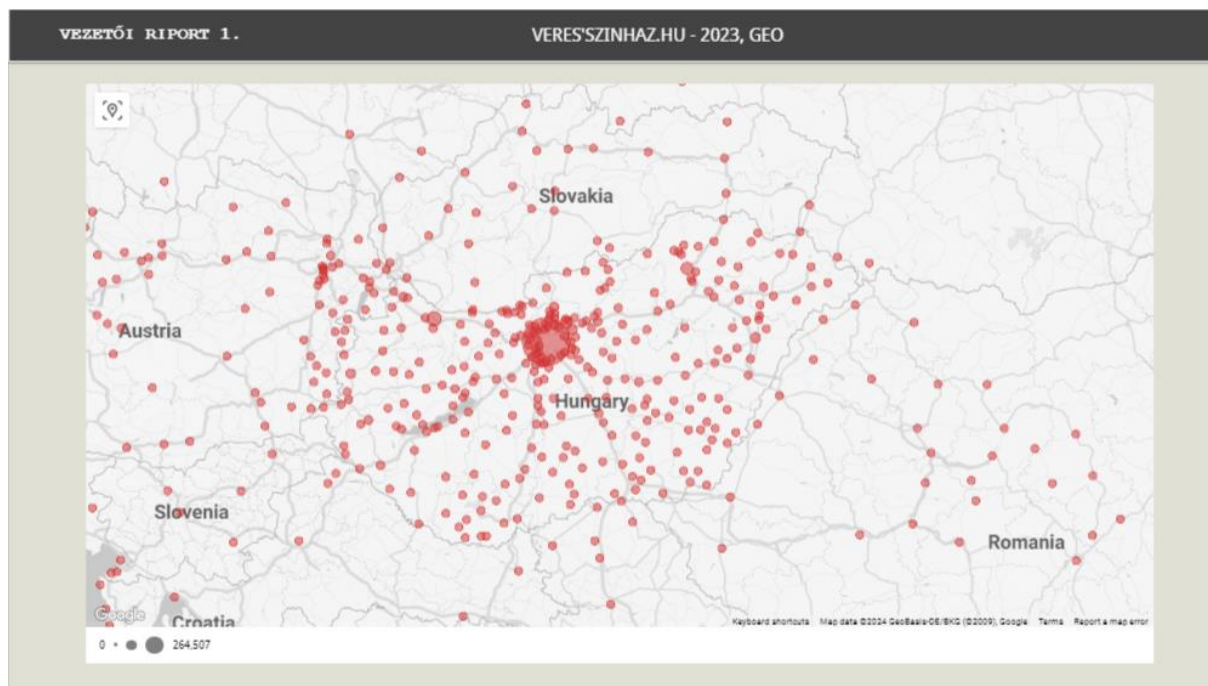 VEZETŐI RIPORT 1.
VERES'SZINHAZ.HU - 2023, GEO
Slovakia
Austria
Hungary
Slovenia
Romania
Google
Croatia
Keyboard shortcuts Map data ©2024 GeoBasis-DE/BKG (©2009), Google Terms Report a map error
0 264,507